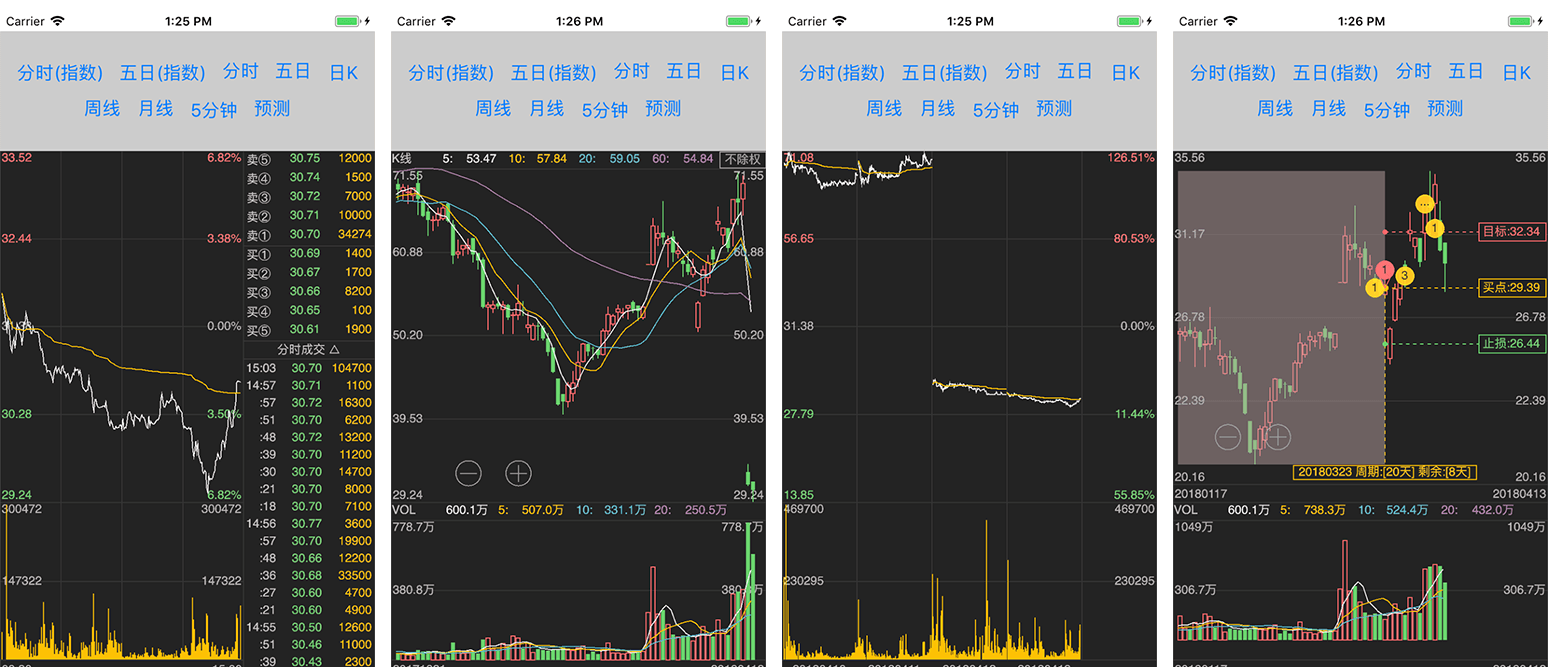 Carrier 1:25 PM
分时(指数) 五日(指数) 分时 五日 日K
周线 月线 5分钟 预测
33.52 6.82%
32.44 3.38%
0.00%
30.28 3.50%
29.24 6.82%
300472 300472
147322 147322
卖⑤ 30.75 12000
卖④ 30.74 1500
卖③ 30.72 7000
卖② 30.71 10000
卖① 30.70 34274
买① 30.69 1400
买② 30.67 1700
买③ 30.66 8200
买④ 30.65 100
买⑤ 30.61 1900
分时成交 △
15:03 30.70 104700
14:57 30.71 1100
:57 30.72 16300
:51 30.70 6200
:48 30.72 13200
:39 30.70 11200
:30 30.70 14700
:21 30.70 8000
:18 30.70 7100
14:56 30.77 3600
:57 30.70 19900
:48 30.66 12200
:36 30.68 33500
:27 30.60 4700
:21 30.60 4900
14:55 30.50 12600
:51 30.46 11000
:39 30.43 2300
Carrier 1:26 PM
分时(指数) 五日(指数) 分时 五日 日K
周线 月线 5分钟 预测
K线 5: 53.47 10: 57.84 20: 59.05 60: 54.84 不除权
71.55 71.55
60.88 60.88
50.20 50.20
39.53 39.53
29.24 29.24
VOL 600.1万 5: 507.0万 10: 331.1万 20: 250.5万
778.7万 778.7万
380.8万
Carrier 1:25 PM
分时(指数) 五日(指数) 分时 五日 日K
周线 月线 5分钟 预测
71.08 126.51%
56.65 80.53%
31.38 0.00%
27.79 11.44%
13.85 55.85%
469700 469700
230295 230295
Carrier 1:26 PM
分时(指数) 五日(指数) 分时 五日 日K
周线 月线 5分钟 预测
35.56 35.56
31.17
目标:32.34
买点:29.39
26.78 26.78
止损:26.44
22.39 22.39
20180323 周期:[20天] 剩余:[8天]
20.16 20.16
20180117 20180413
VOL 600.1万 5: 738.3万 10: 524.4万 20: 432.0万
1049万 1049万
306.7万 306.7万